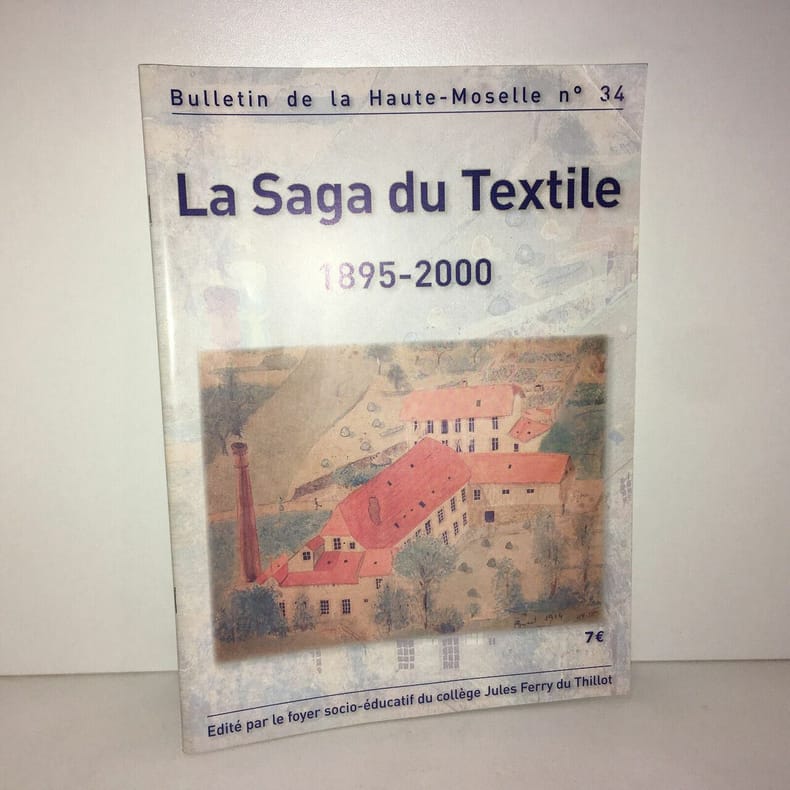 Bulletin de la Haute-Moselle n° 34
La Saga du Textile
1895-2000
1914
7€
Edité par le foyer socio-éducatif du collège Jules Ferry du Thillot